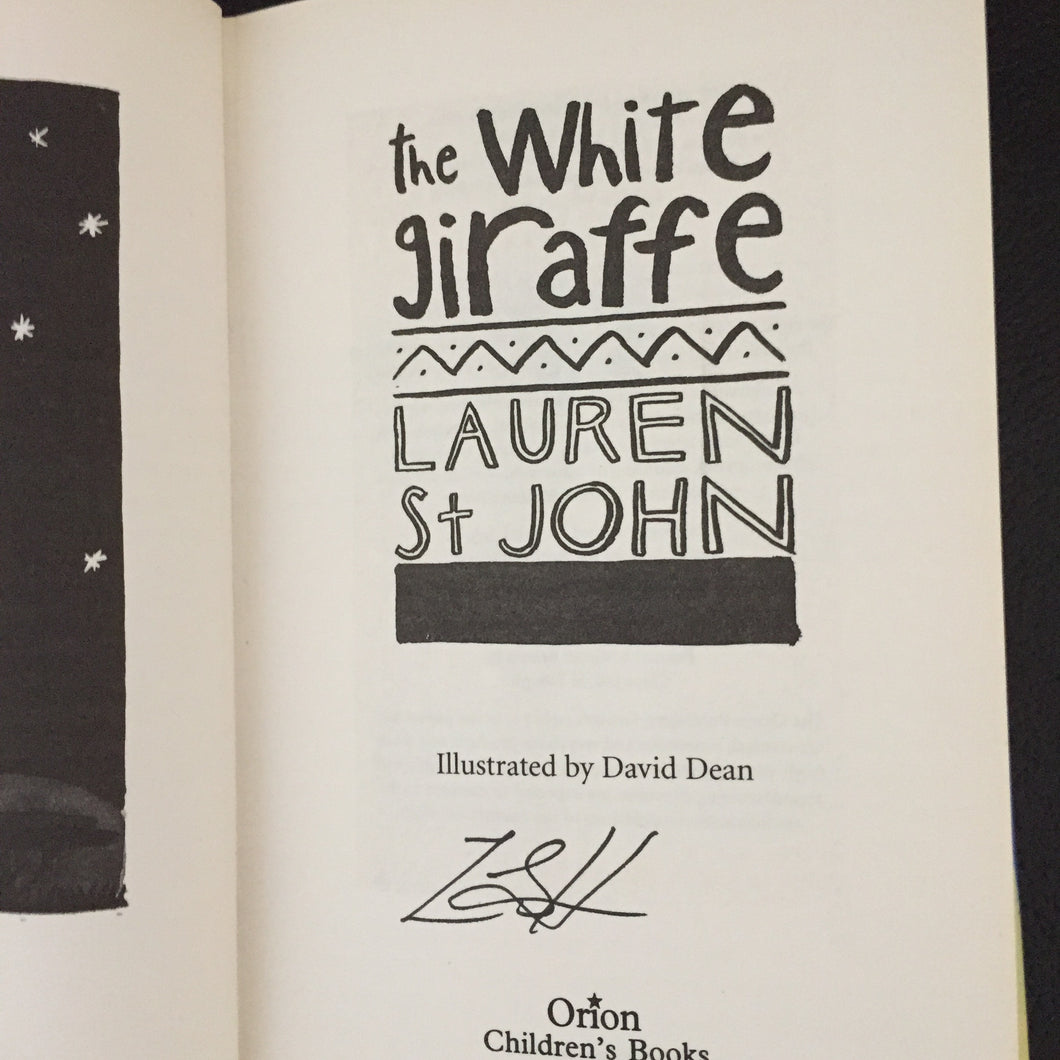 the White
giraffe
LAUREN
St JOHN
Illustrated by David Dean
Orion
Children's Books